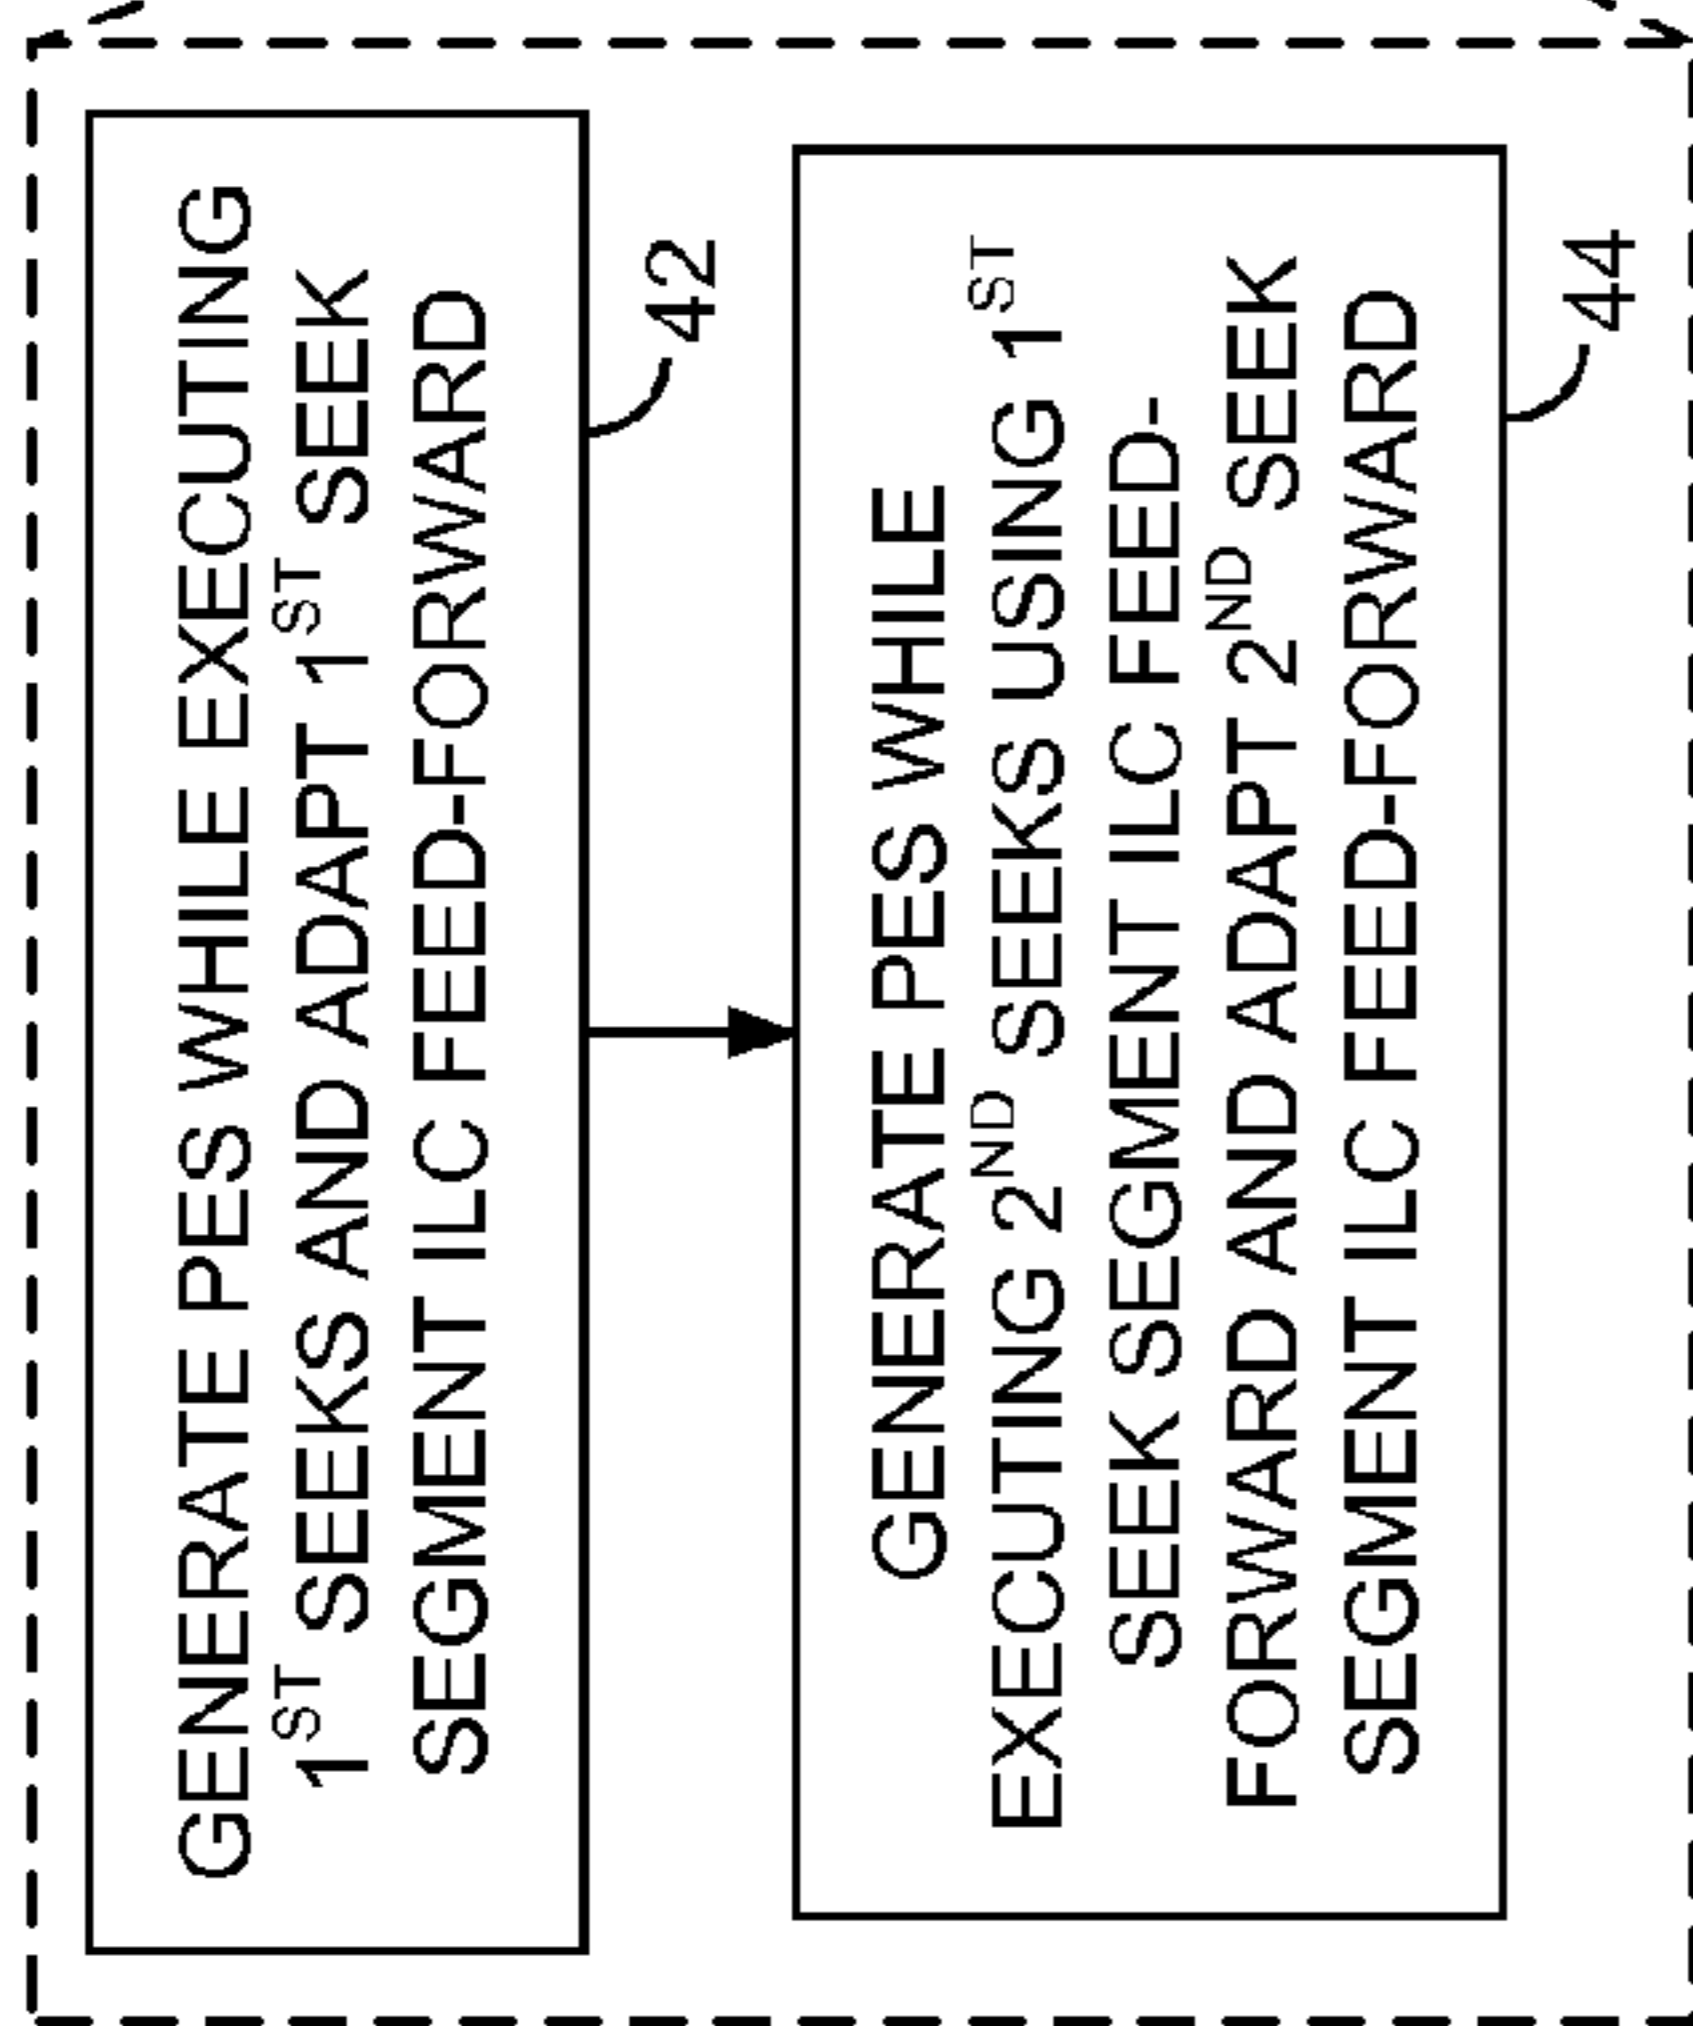 GENERATE PES WHILE EXECUTING
1ST SEEKS AND ADAPT 1ST SEEK
SEGMENT ILC FEED-FORWARD
42
GENERATE PES WHILE
EXECUTING 2ND SEEKS USING 1ST
SEEK SEGMENT ILC FEED-
FORWARD AND ADAPT 2ND SEEK
SEGMENT ILC FEED-FORWARD
44